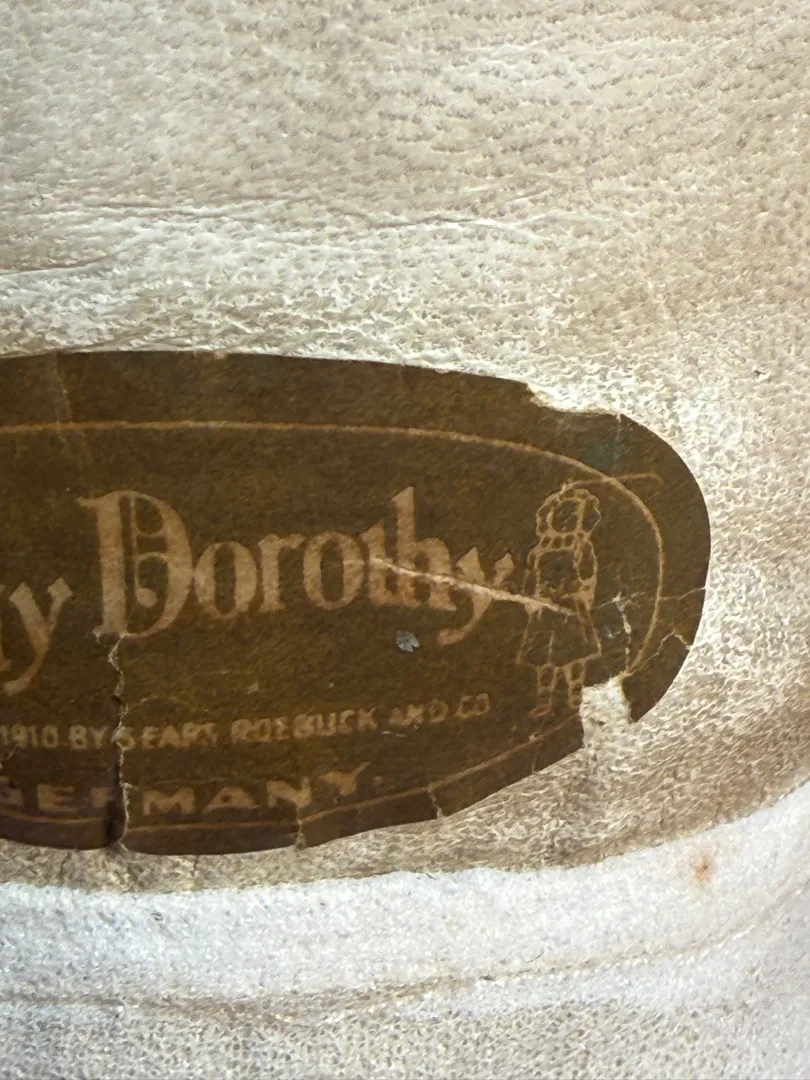 y Dorothy
1910 BY SEARS ROEBUCK AND CO
GERMANY.